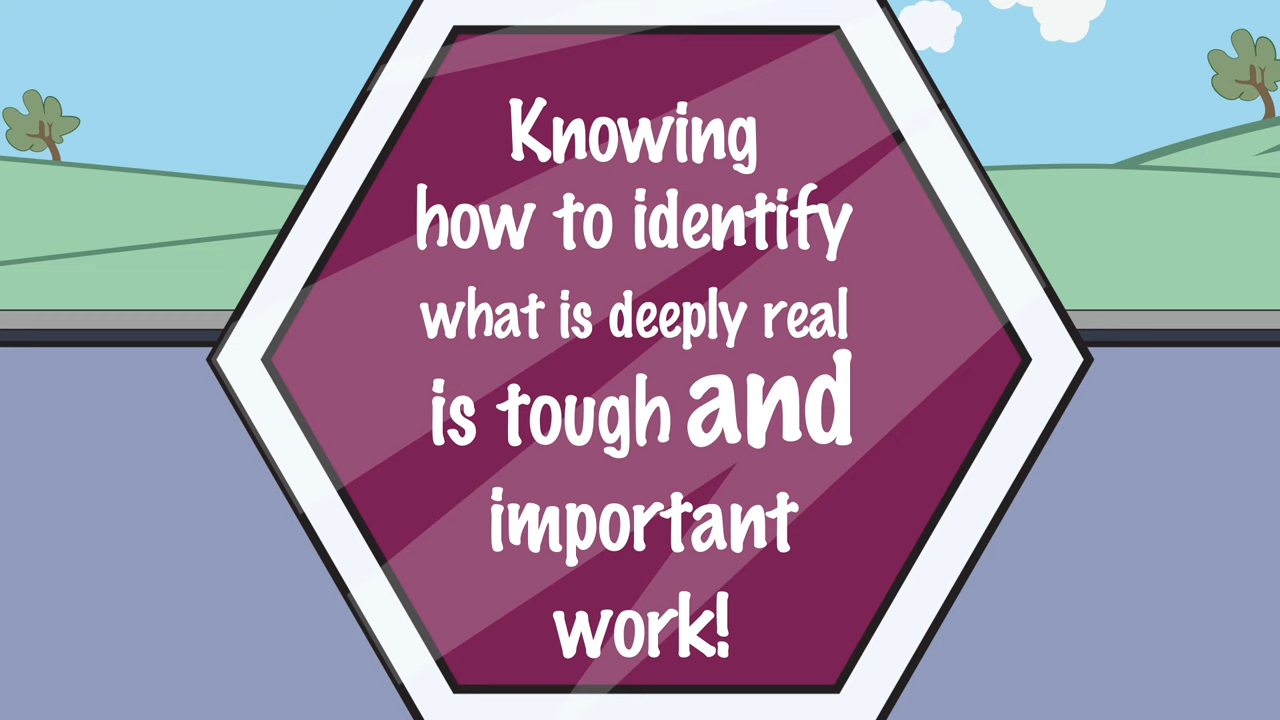 Knowing
how to identify
what is deeply real
is tough and
important
work!